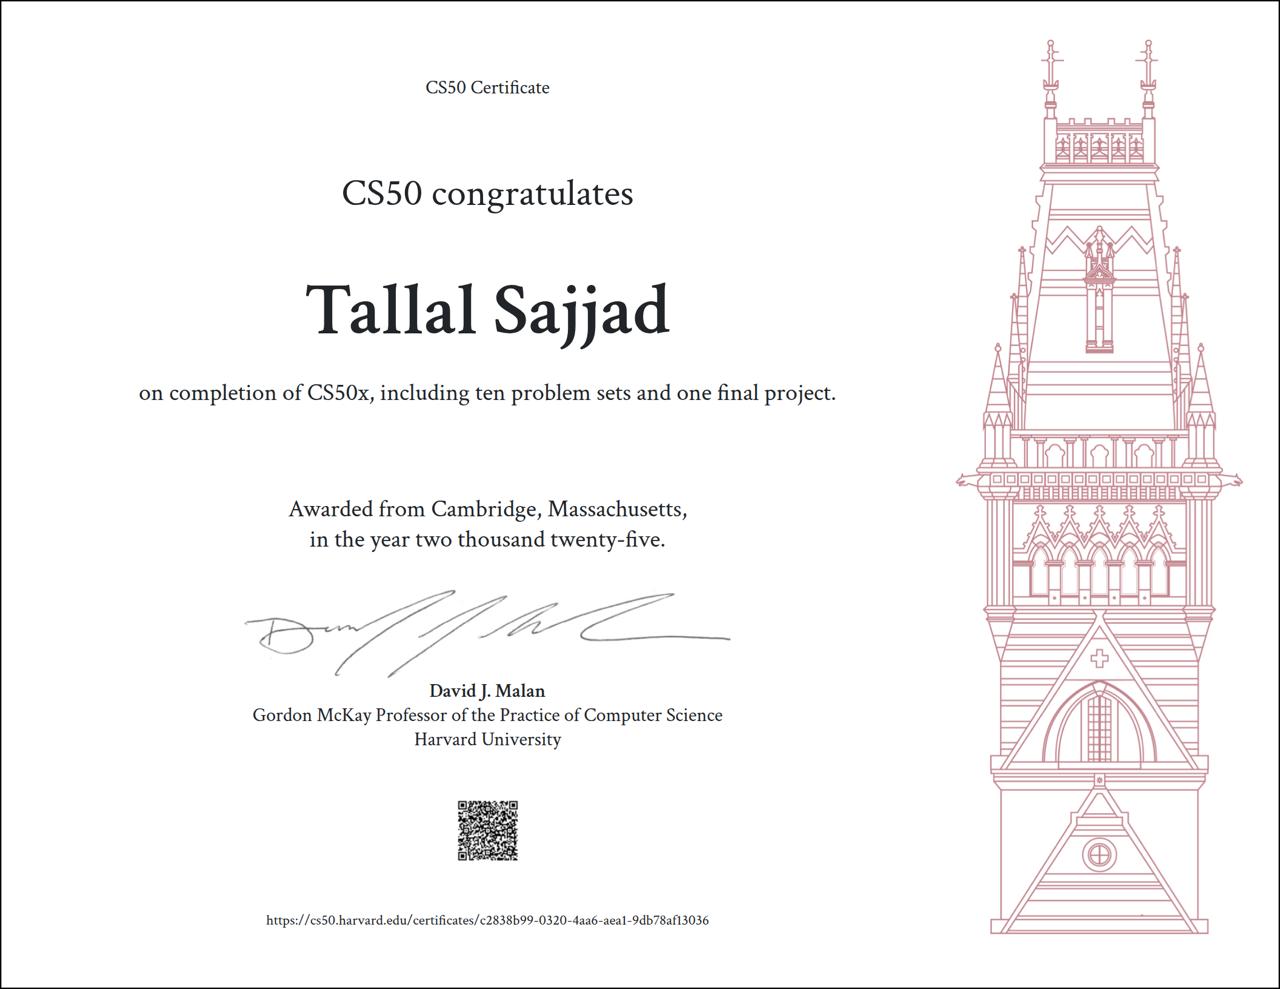 CS50 Certificate
CS50 congratulates
Tallal Sajjad
on completion of CS50x, including ten problem sets and one final project.
Awarded from Cambridge, Massachusetts,
in the year two thousand twenty-five.
David J. Malan
Gordon McKay Professor of the Practice of Computer Science
Harvard University
https://cs50.harvard.edu/certificates/c2838b99-0320-4aa6-aea1-9db78af13036